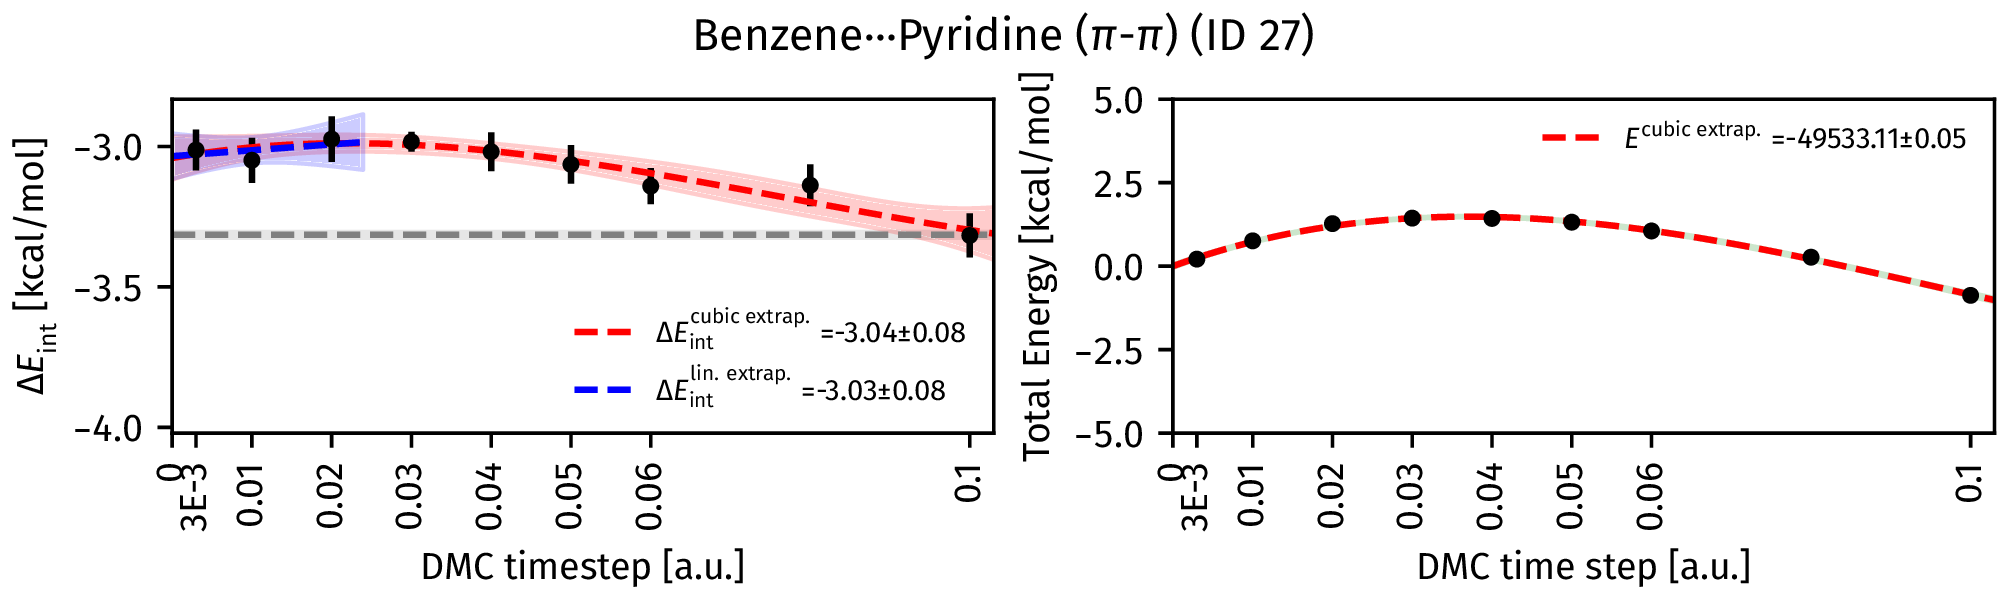 Benzene···Pyridine (π-π) (ID 27)
ΔE_int [kcal/mol]
−3.0
−3.5
−4.0
ΔE_int^cubic extrap. =-3.04±0.08
ΔE_int^lin. extrap. =-3.03±0.08
0
3E-3
0.01
0.02
0.03
0.04
0.05
0.06
0.1
DMC timestep [a.u.]
Total Energy [kcal/mol]
5.0
2.5
0.0
−2.5
−5.0
E^cubic extrap. =-49533.11±0.05
0
3E-3
0.01
0.02
0.03
0.04
0.05
0.06
0.1
DMC time step [a.u.]